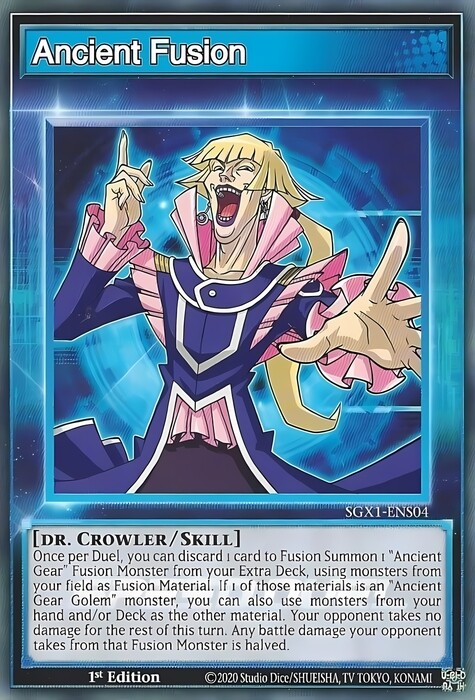 Ancient Fusion
SGX1-ENS04
[DR. CROWLER/SKILL]
Once per Duel, you can discard 1 card to Fusion Summon 1 "Ancient
Gear" Fusion Monster from your Extra Deck, using monsters from
your field as Fusion Material. If 1 of those materials is an "Ancient
Gear Golem" monster, you can also use monsters from your
hand and/or Deck as the other material. Your opponent takes no
damage for the rest of this turn. Any battle damage your opponent
takes from that Fusion Monster is halved.
1st Edition
©2020 Studio Dice/SHUEISHA, TV TOKYO, KONAMI